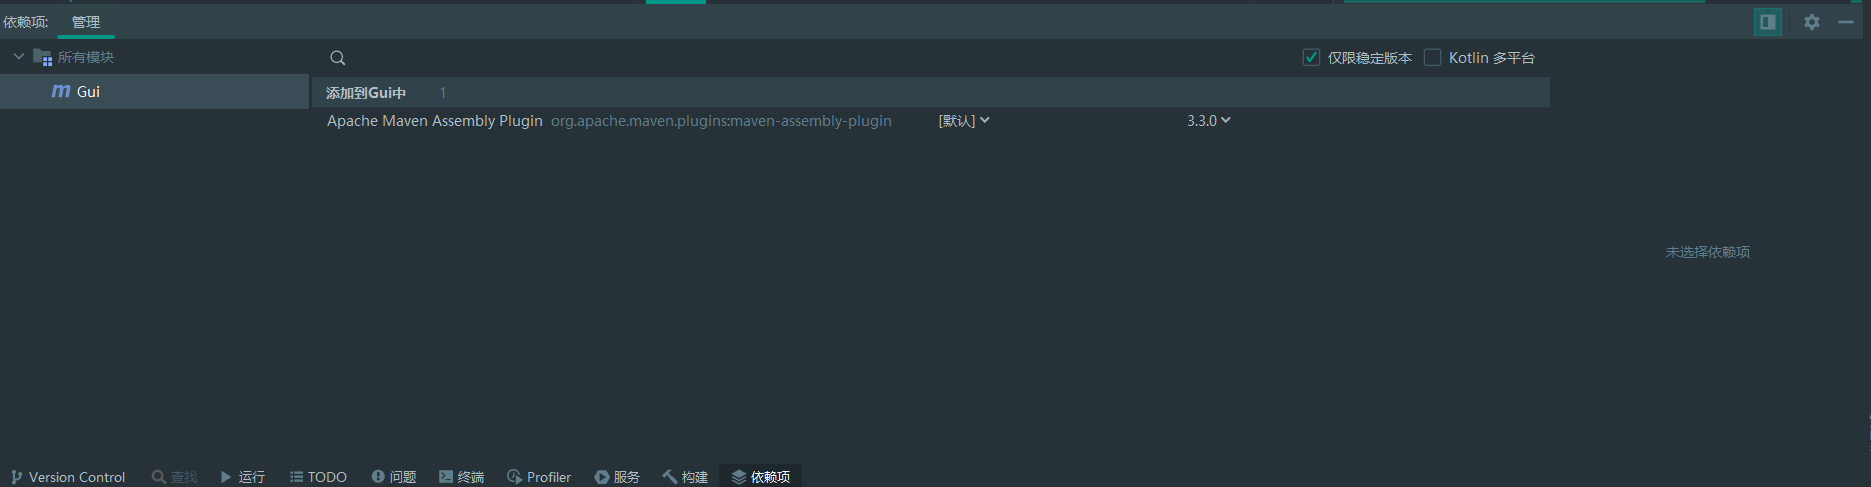 依赖项: 管理
所有模块
仅限稳定版本 Kotlin 多平台
m Gui
添加到Gui中 1
Apache Maven Assembly Plugin org.apache.maven.plugins:maven-assembly-plugin [默认] 3.3.0
未选择依赖项
Version Control 查找 运行 TODO 问题 终端 Profiler 服务 构建 依赖项